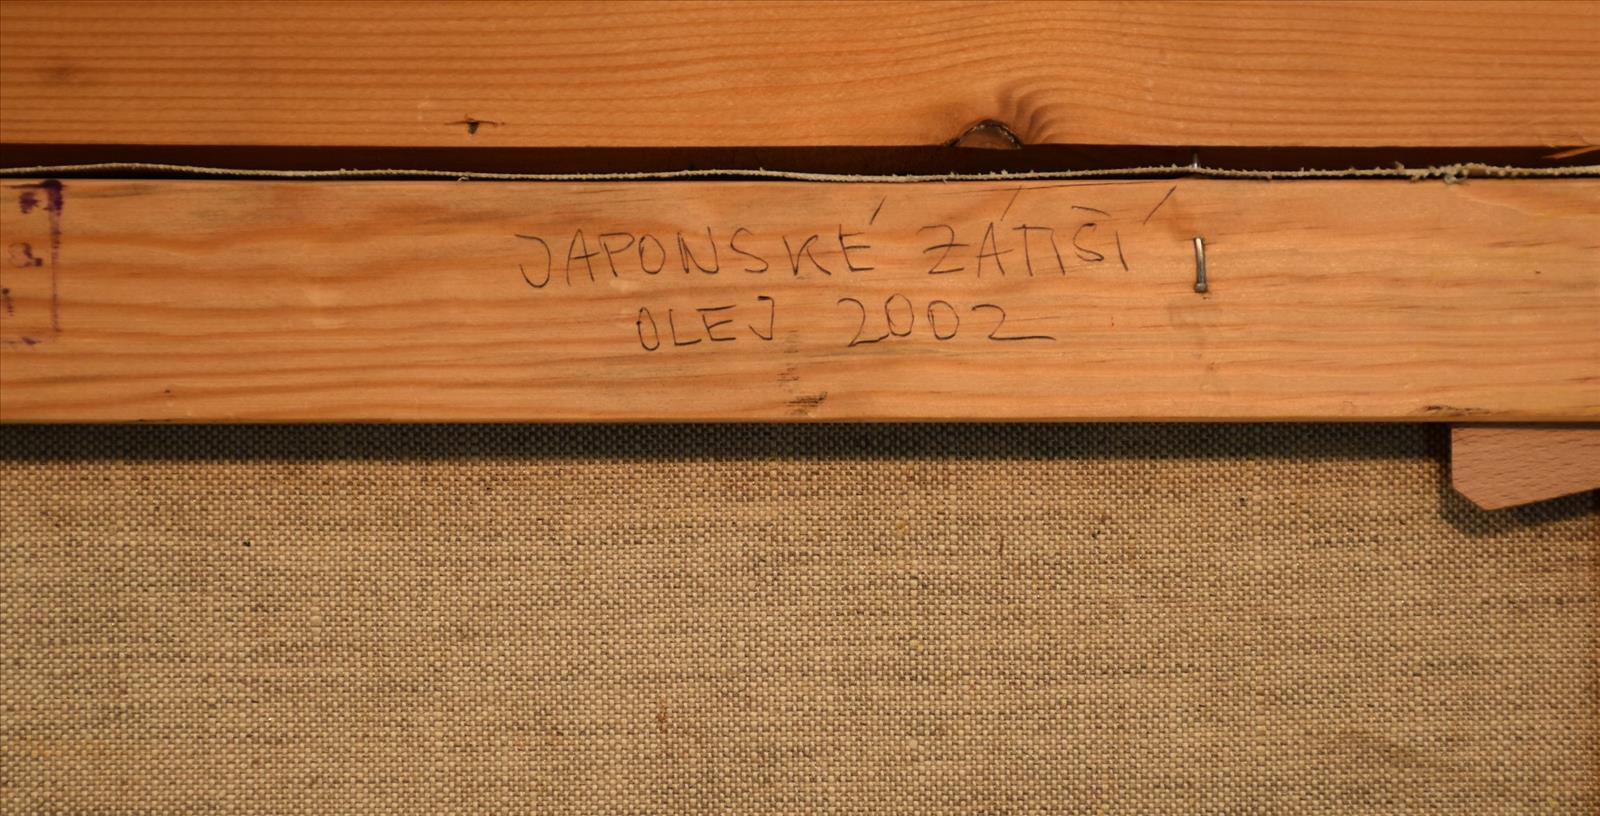 JAPONSKÉ ZÁTIŠÍ
OLEJ 2002